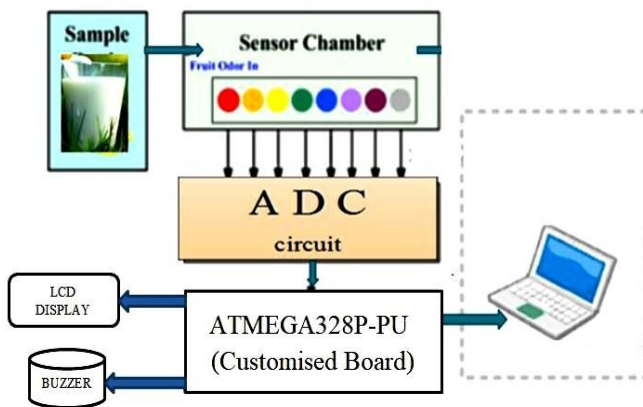 Sample
Sensor Chamber
Fruit Odor In
A D C
circuit
LCD
DISPLAY
ATMEGA328P-PU
(Customised Board)
BUZZER